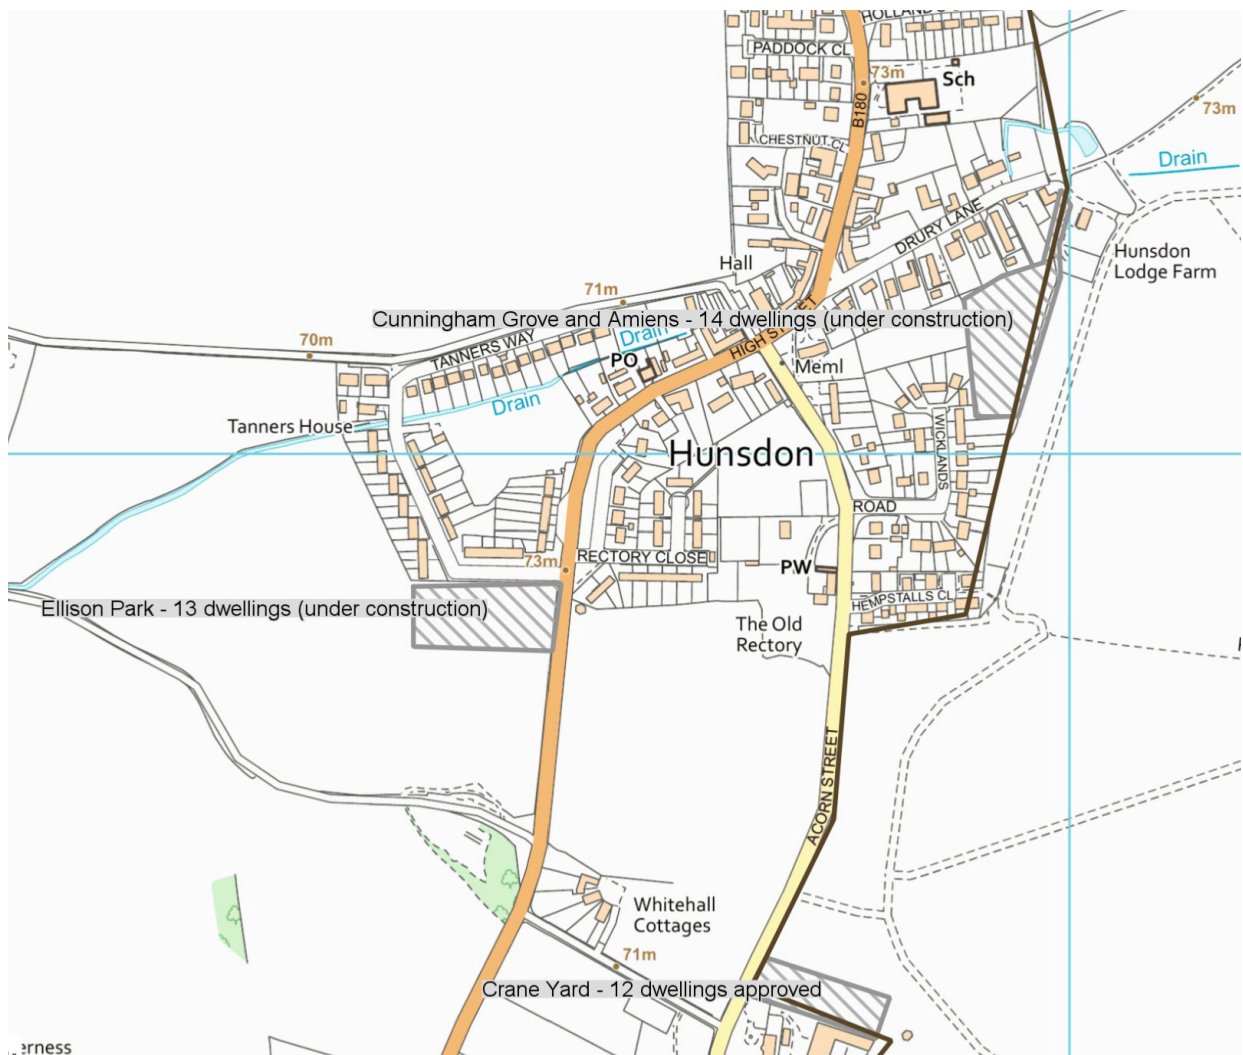 HOLLAND
PADDOCK CL
73m
Sch
B180
73m
CHESTNUT CL
Drain
DRURY LANE
Hall
Hunsdon
Lodge Farm
71m
Cunningham Grove and Amiens - 14 dwellings (under construction)
Drain
70m
TANNERS WAY
HIGH STREET
PO
Meml
Drain
Tanners House
Hunsdon
WICKLANDS
ROAD
RECTORY CLOSE
73m
PW
Ellison Park - 13 dwellings (under construction)
HEMPSTALLS CL
The Old
Rectory
ACORN STREET
Whitehall
Cottages
71m
Crane Yard - 12 dwellings approved
erness